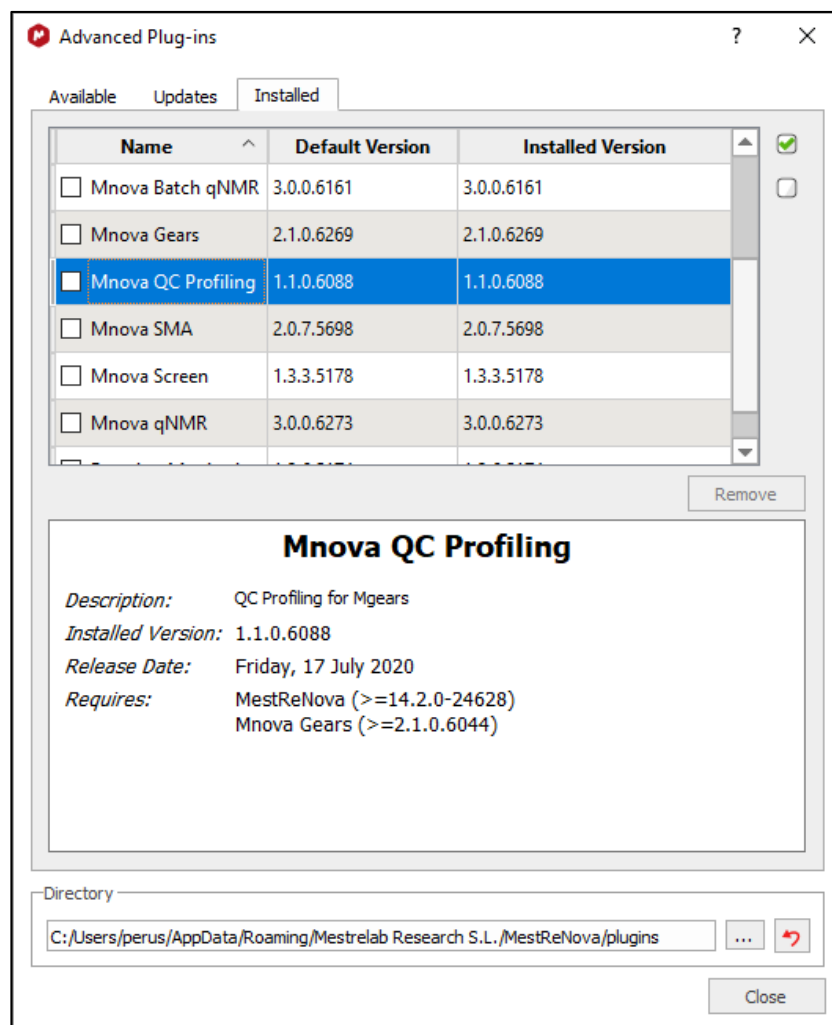 Advanced Plug-ins ?
Available Updates Installed
Name Default Version Installed Version
Mnova Batch qNMR 3.0.0.6161 3.0.0.6161
Mnova Gears 2.1.0.6269 2.1.0.6269
Mnova QC Profiling 1.1.0.6088 1.1.0.6088
Mnova SMA 2.0.7.5698 2.0.7.5698
Mnova Screen 1.3.3.5178 1.3.3.5178
Mnova qNMR 3.0.0.6273 3.0.0.6273
Remove
Mnova QC Profiling
Description: QC Profiling for Mgears
Installed Version: 1.1.0.6088
Release Date: Friday, 17 July 2020
Requires: MestReNova (>=14.2.0-24628)
Mnova Gears (>=2.1.0.6044)
Directory
C:/Users/perus/AppData/Roaming/Mestrelab Research S.L./MestReNova/plugins ...
Close